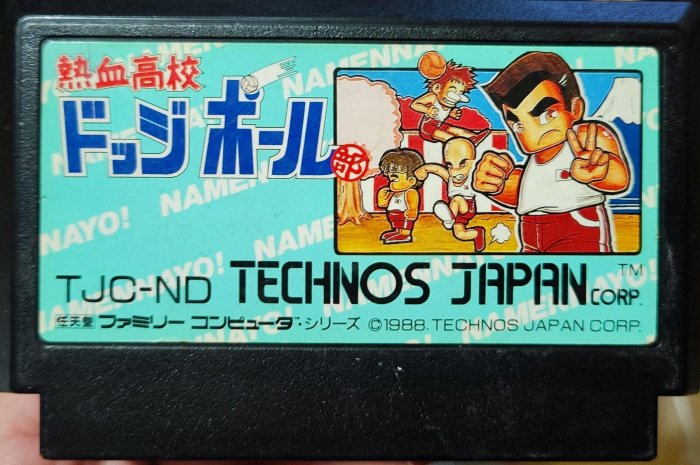 熱血高校
ドッジボール部
TJC-ND TECHNOS JAPAN CORP.™
任天堂 ファミリー コンピュータ・シリーズ ©1988. TECHNOS JAPAN CORP.
NAMENNAYO!
NAMENNAYO!
NAMENNAYO!